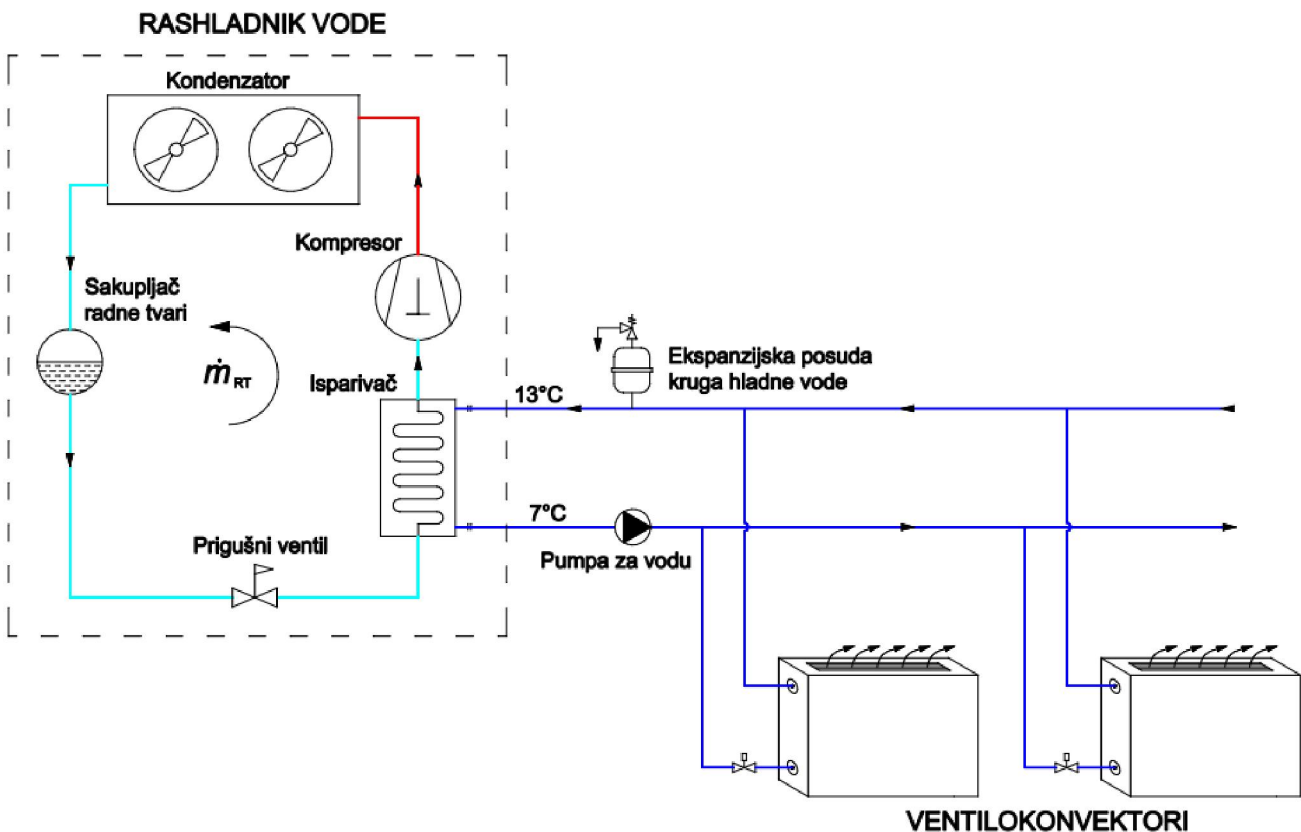 RASHLADNIK VODE
Kondenzator
Kompresor
Sakupljač
radne tvari
ṁRT
Isparivač
Prigušni ventil
13°C
Ekspanzijska posuda
kruga hladne vode
7°C
Pumpa za vodu
VENTILOKONVEKTORI